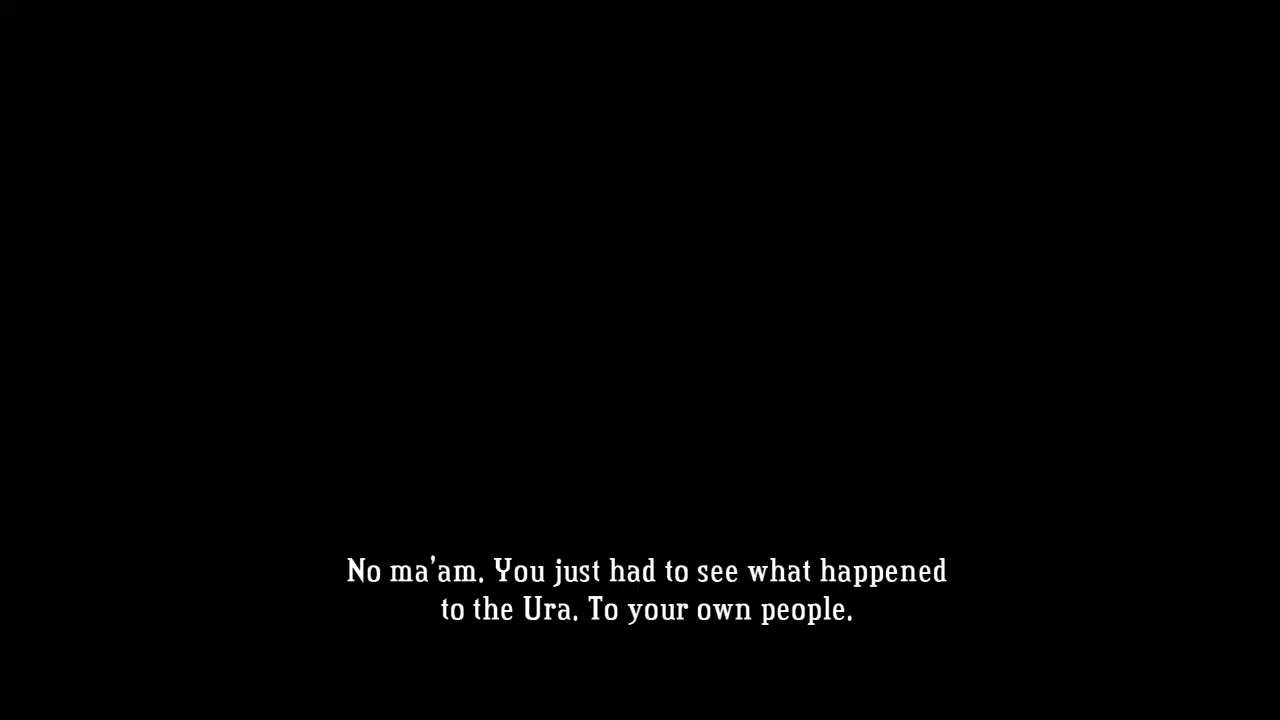 No ma'am. You just had to see what happened
to the Ura. To your own people.